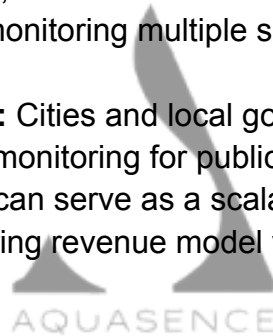 monitoring multiple s
: Cities and local go
monitoring for public
can serve as a scala
ing revenue model
AQUASENCE